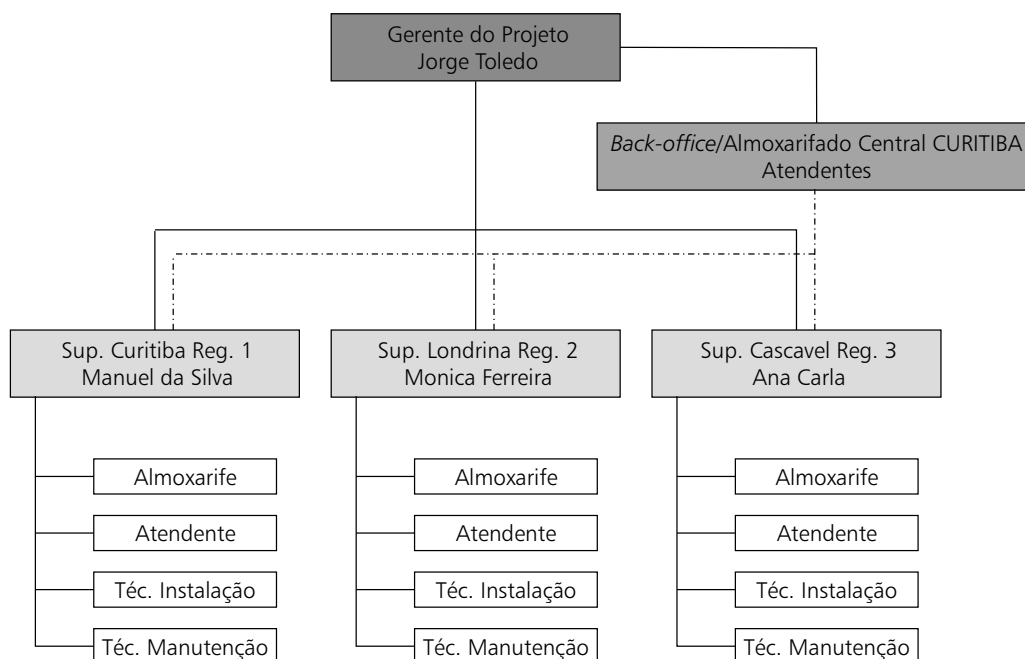 Gerente do Projeto
Jorge Toledo
Back-office/Almoxarifado Central CURITIBA
Atendentes
Sup. Curitiba Reg. 1
Manuel da Silva
Sup. Londrina Reg. 2
Monica Ferreira
Sup. Cascavel Reg. 3
Ana Carla
Almoxarife
Atendente
Téc. Instalação
Téc. Manutenção
Almoxarife
Atendente
Téc. Instalação
Téc. Manutenção
Almoxarife
Atendente
Téc. Instalação
Téc. Manutenção